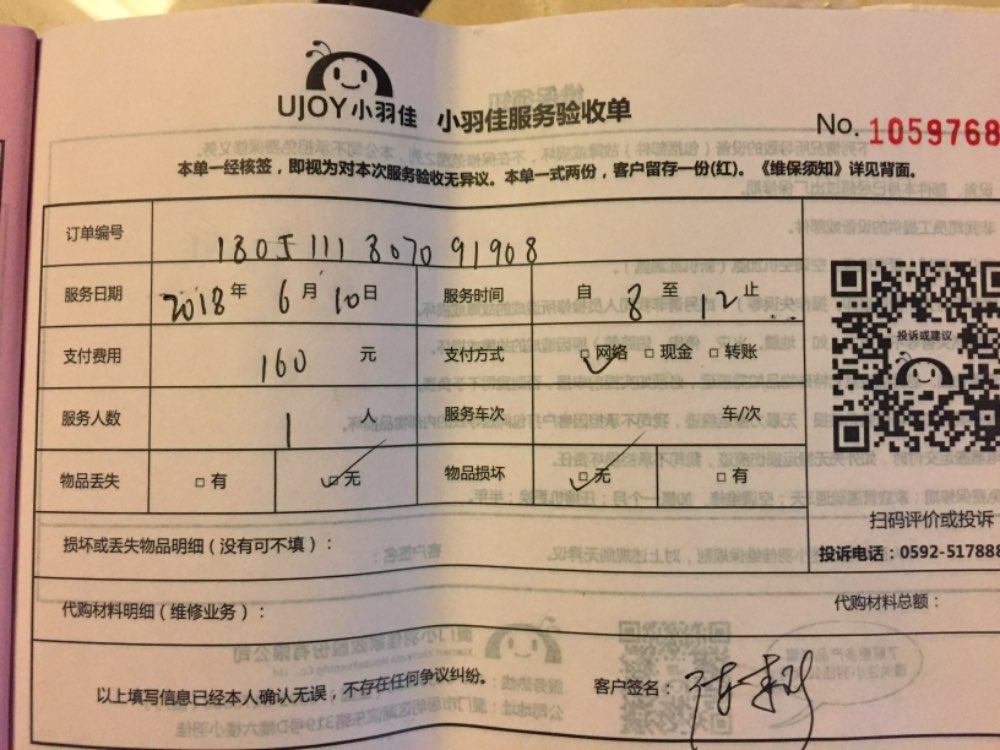 UJOY小羽佳 小羽佳服务验收单
No. 1059768
本单一经核签，即视为对本次服务验收无异议。本单一式两份，客户留存一份(红)。《维保须知》详见背面。
订单编号 1805111807091908
服务日期 2018年 6月 10日 服务时间 自 8 至 12 止
支付费用 160 元 支付方式 网络 现金 转账
投诉或建议
服务人数 1 人 服务车次 车/次
物品丢失 有 无 物品损坏 无 有
扫码评价或投诉
损坏或丢失物品明细（没有可不填）：
投诉电话：0592-517888
代购材料明细（维修业务）：
代购材料总额：
以上填写信息已经本人确认无误，不存在任何争议纠纷。
客户签名：